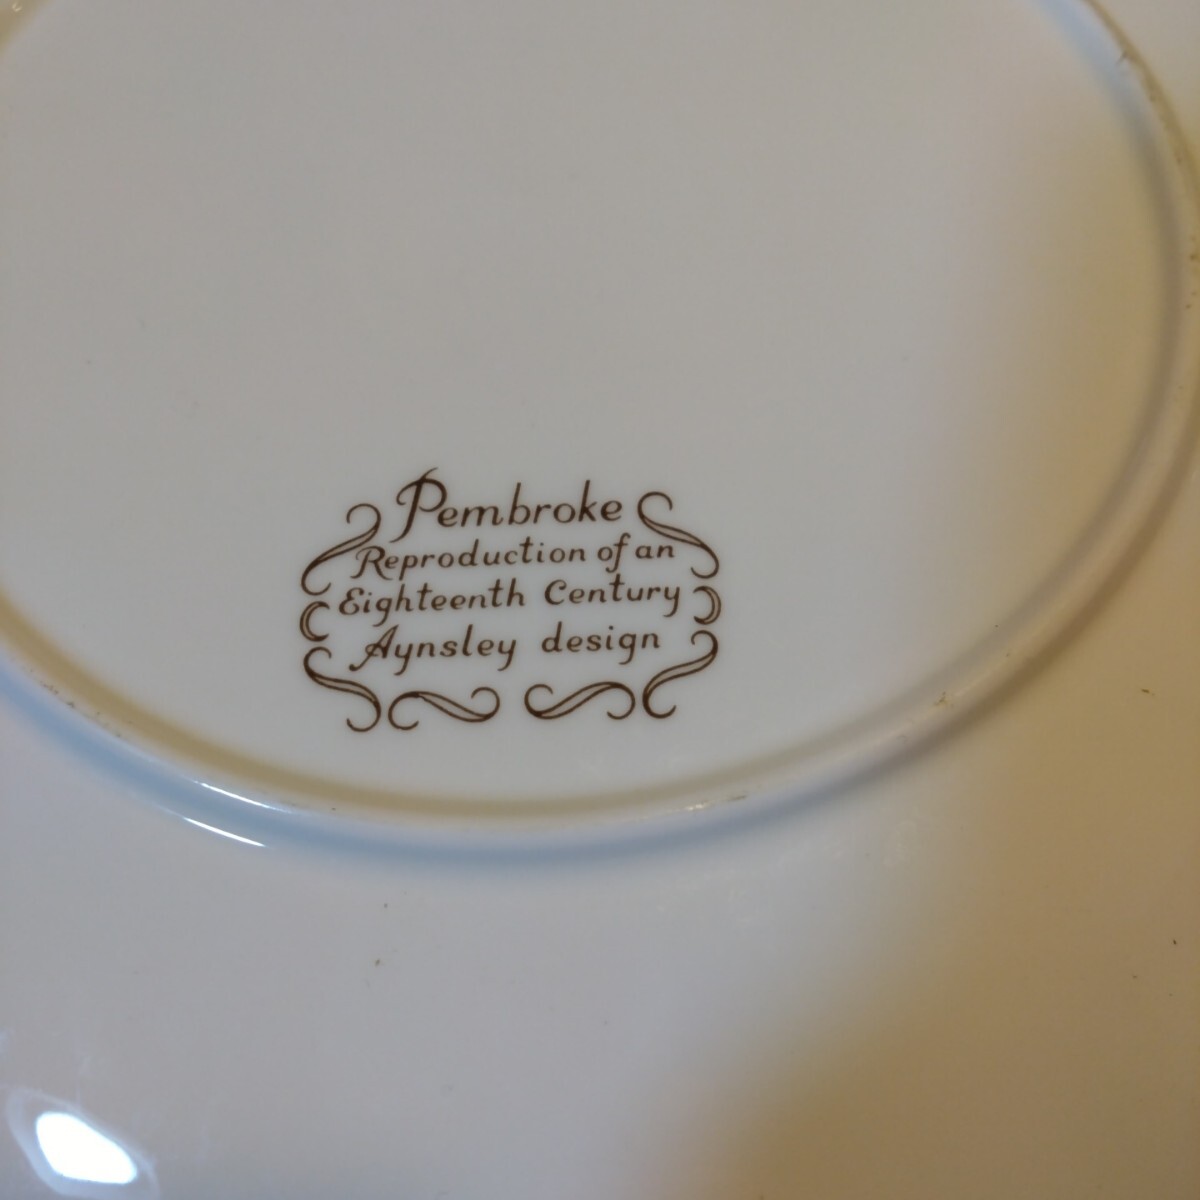 Pembroke
Reproduction of an
Eighteenth Century
Aynsley design